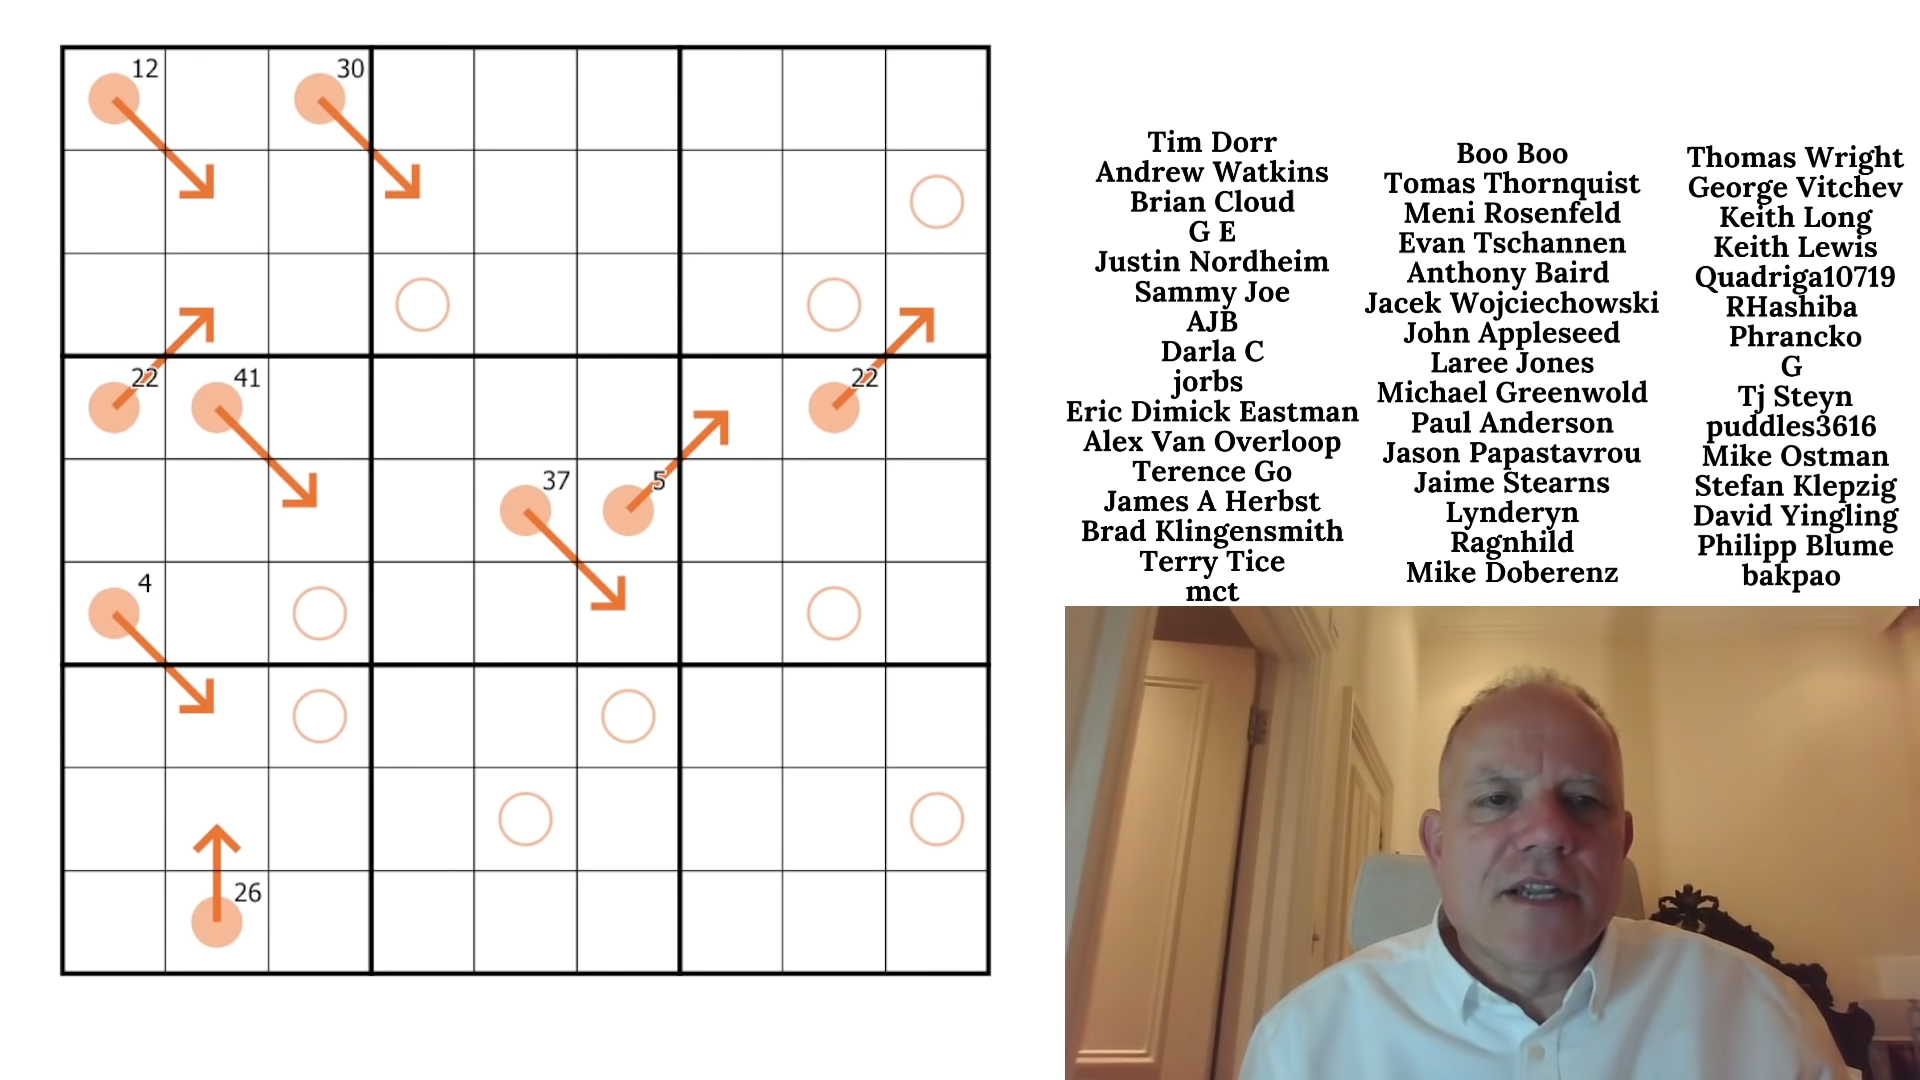 12
30
22
41
22
37
5
4
26
Tim Dorr
Andrew Watkins
Brian Cloud
G E
Justin Nordheim
Sammy Joe
AJB
Darla C
jorbs
Eric Dimick Eastman
Alex Van Overloop
Terence Go
James A Herbst
Brad Klingensmith
Terry Tice
mct
Boo Boo
Tomas Thornquist
Meni Rosenfeld
Evan Tschannen
Anthony Baird
Jacek Wojciechowski
John Appleseed
Laree Jones
Michael Greenwold
Paul Anderson
Jason Papastavrou
Jaime Stearns
Lynderyn
Ragnhild
Mike Doberenz
Thomas Wright
George Vitchev
Keith Long
Keith Lewis
Quadriga10719
RHashiba
Phrancko
G
Tj Steyn
puddles3616
Mike Ostman
Stefan Klepzig
David Yingling
Philipp Blume
bakpao